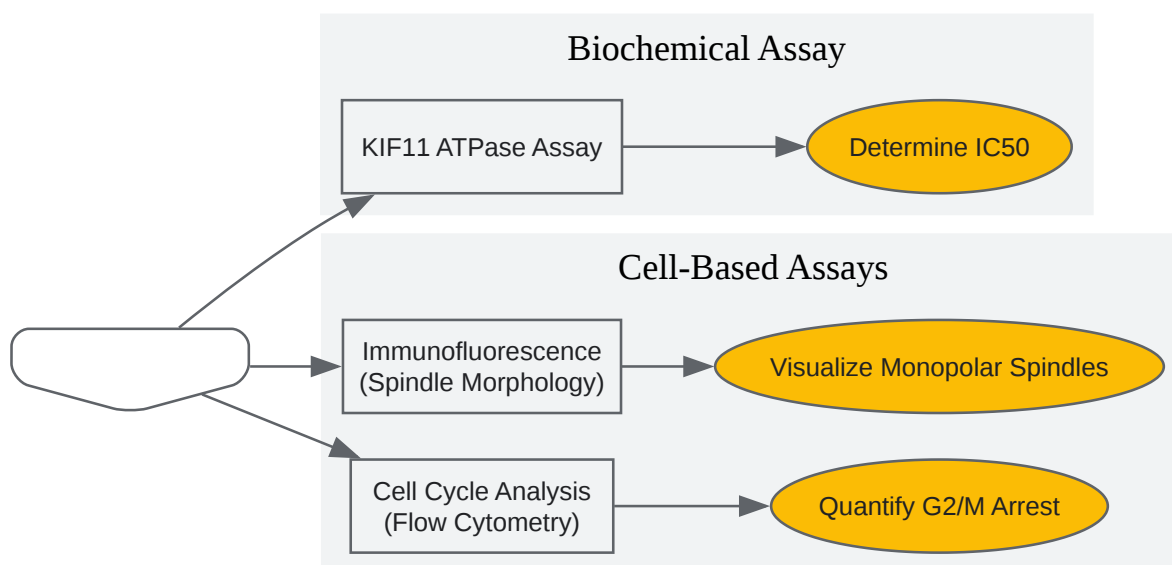 Biochemical Assay
KIF11 ATPase Assay
Determine IC50
Cell-Based Assays
Immunofluorescence
(Spindle Morphology)
Visualize Monopolar Spindles
Cell Cycle Analysis
(Flow Cytometry)
Quantify G2/M Arrest